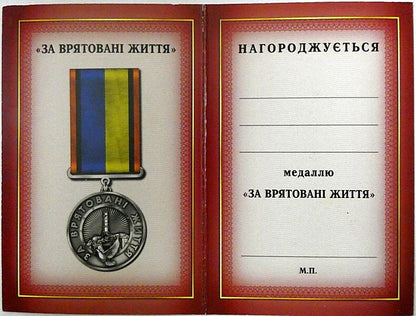 «ЗА ВРЯТОВАНІ ЖИТТЯ»
ЗА ВРЯТОВАНІ ЖИТТЯ
НАГОРОДЖУЄТЬСЯ
медаллю
«ЗА ВРЯТОВАНІ ЖИТТЯ»
М.П.